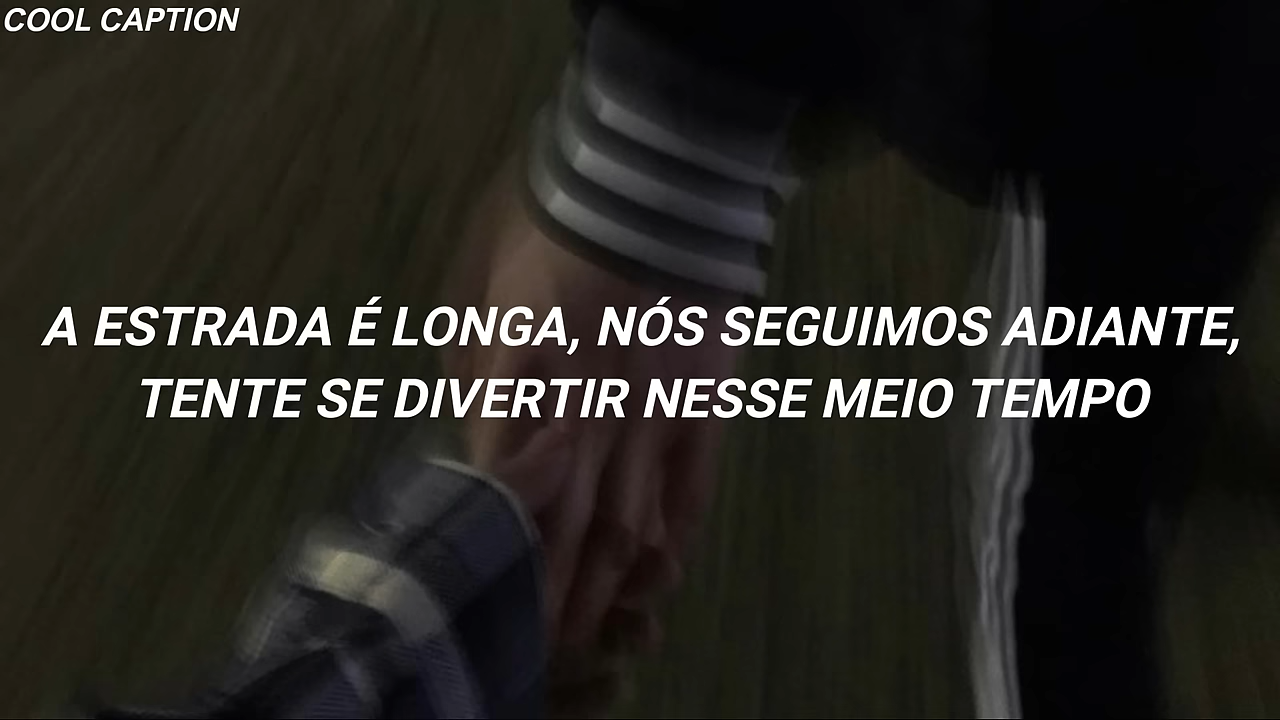 COOL CAPTION
A ESTRADA É LONGA, NÓS SEGUIMOS ADIANTE,
TENTE SE DIVERTIR NESSE MEIO TEMPO